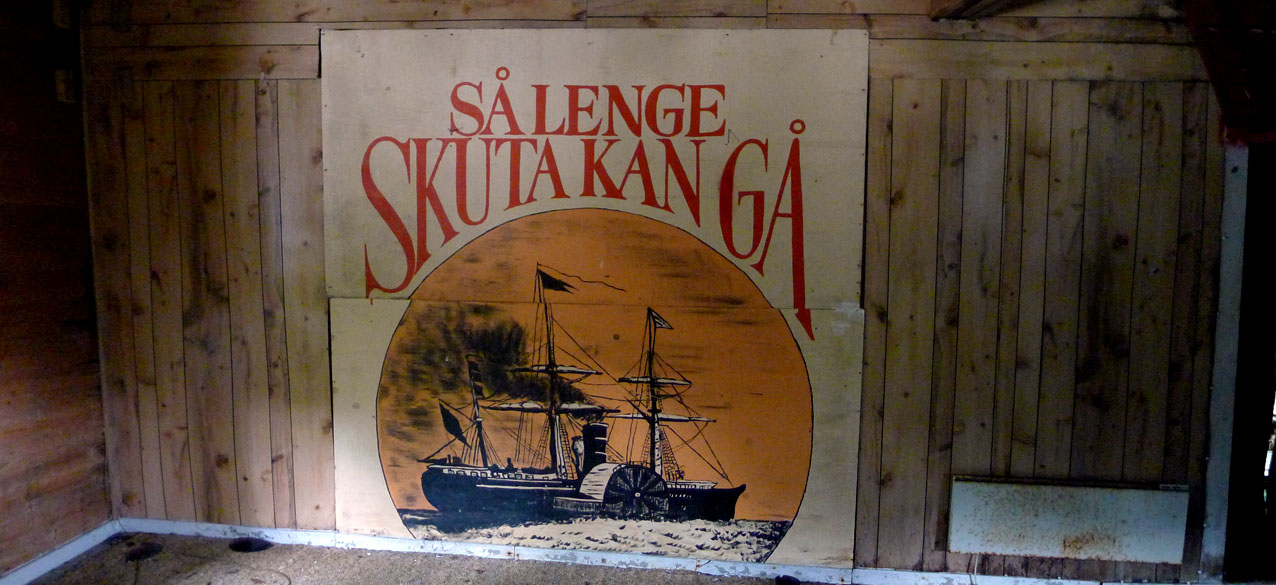 SÅ LENGE
SKUTA KAN GÅ